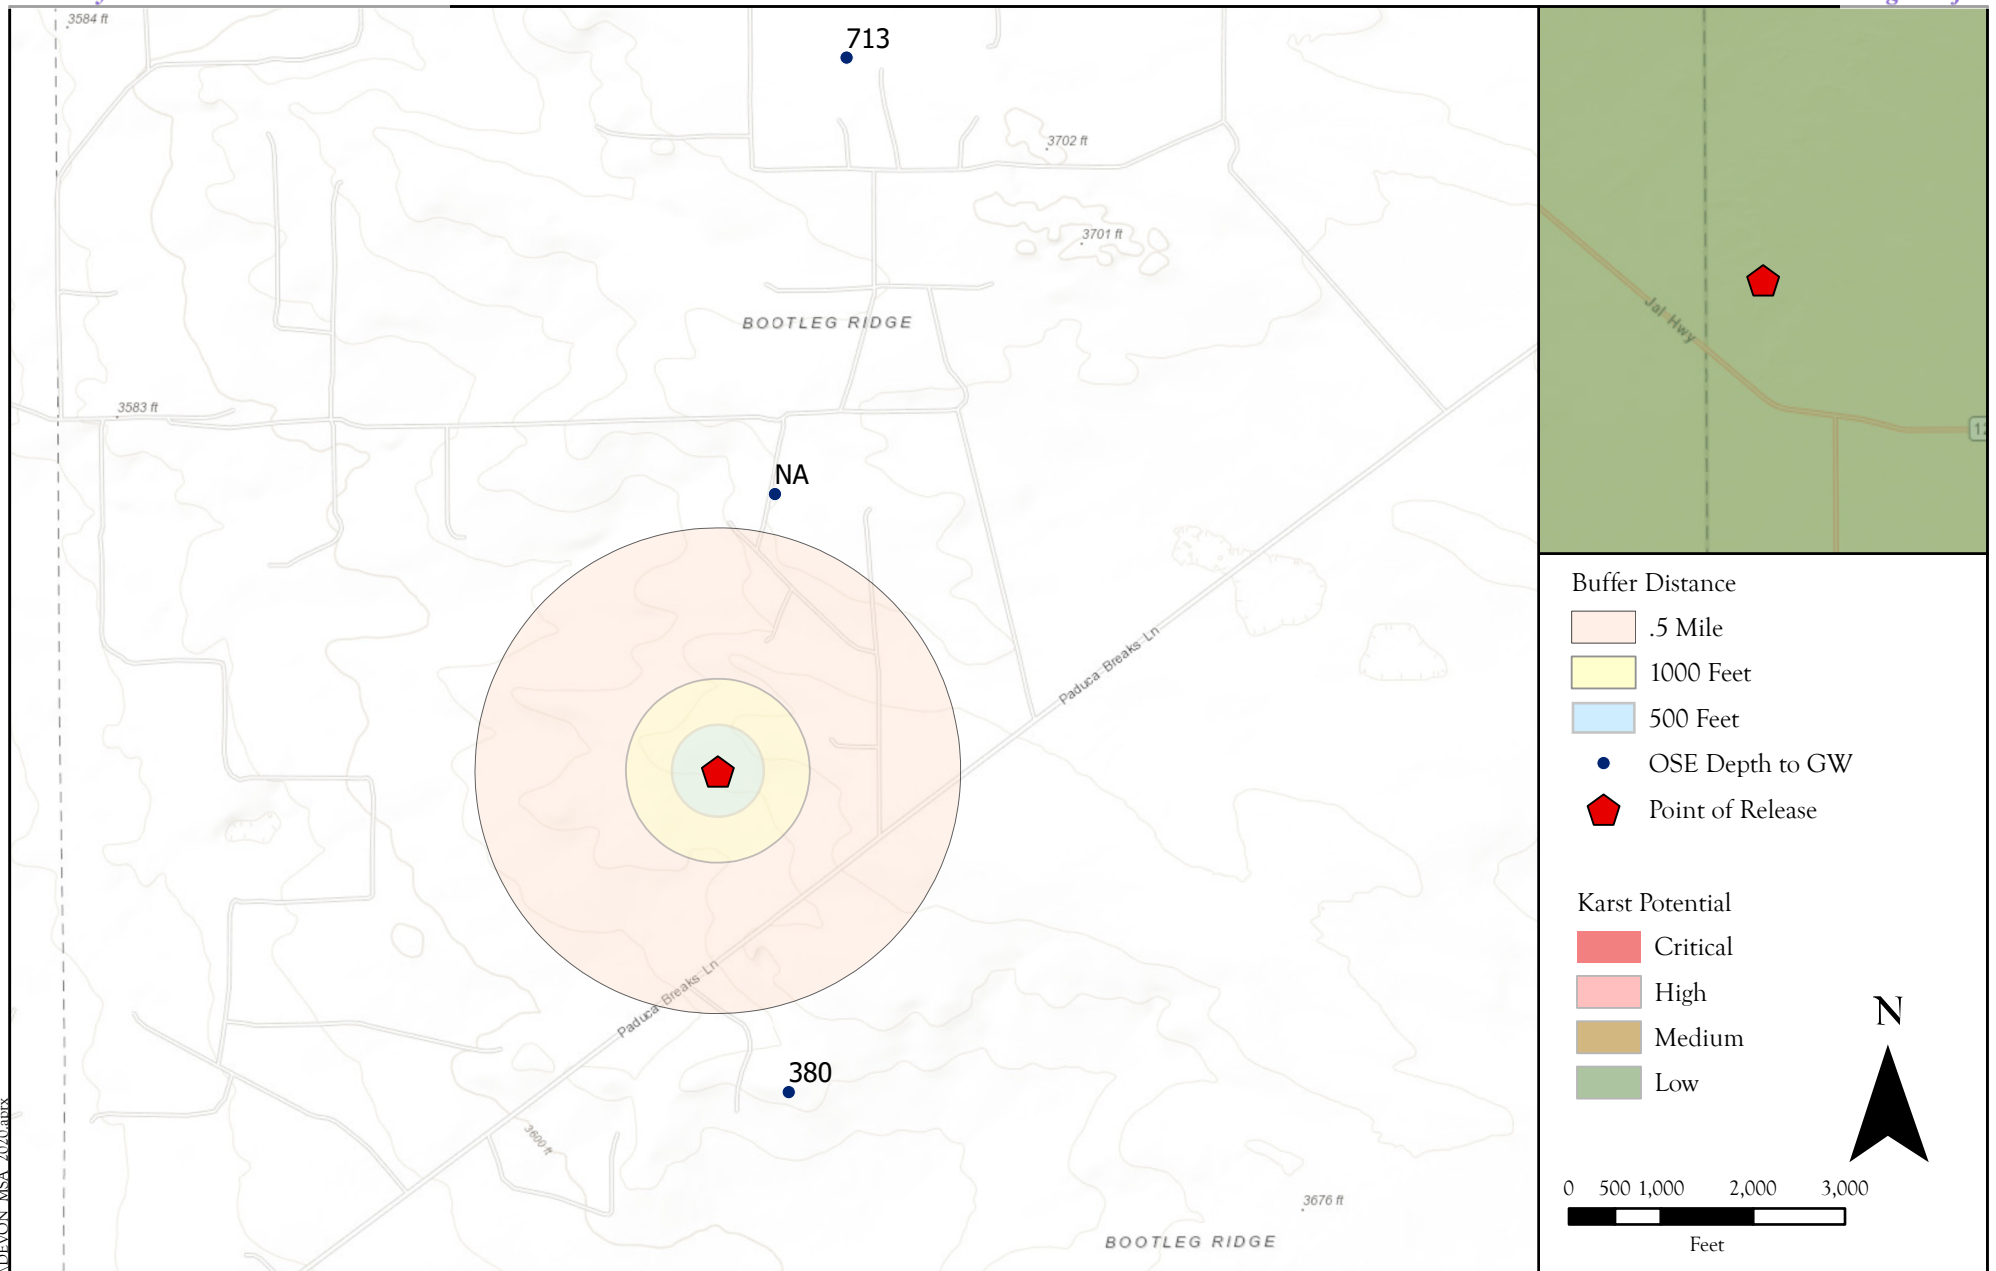 3584 ft
713
3702 ft
3701 ft
BOOTLEG RIDGE
3583 ft
NA
Paduca Breaks Ln
Paduca Breaks Ln
380
3600 ft
3676 ft
BOOTLEG RIDGE
Jal Hwy
Buffer Distance
.5 Mile
1000 Feet
500 Feet
OSE Depth to GW
Point of Release
Karst Potential
Critical
High
Medium
Low
N
0 500 1,000 2,000 3,000
Feet